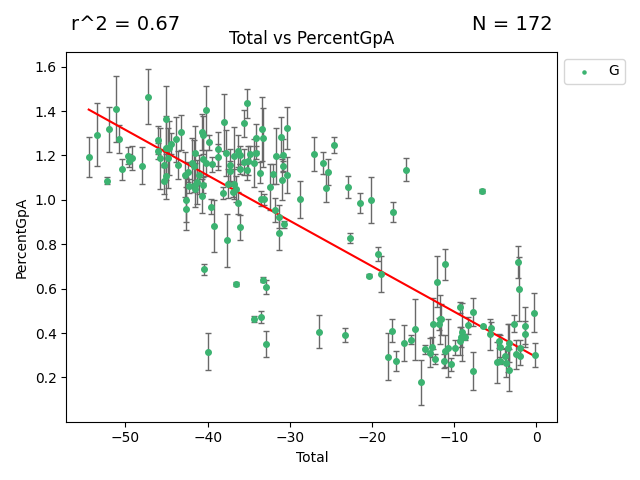 r^2 = 0.67 N = 172
Total vs PercentGpA
G
1.6
1.4
1.2
1.0
0.8
0.6
0.4
0.2
PercentGpA
−50 −40 −30 −20 −10 0
Total